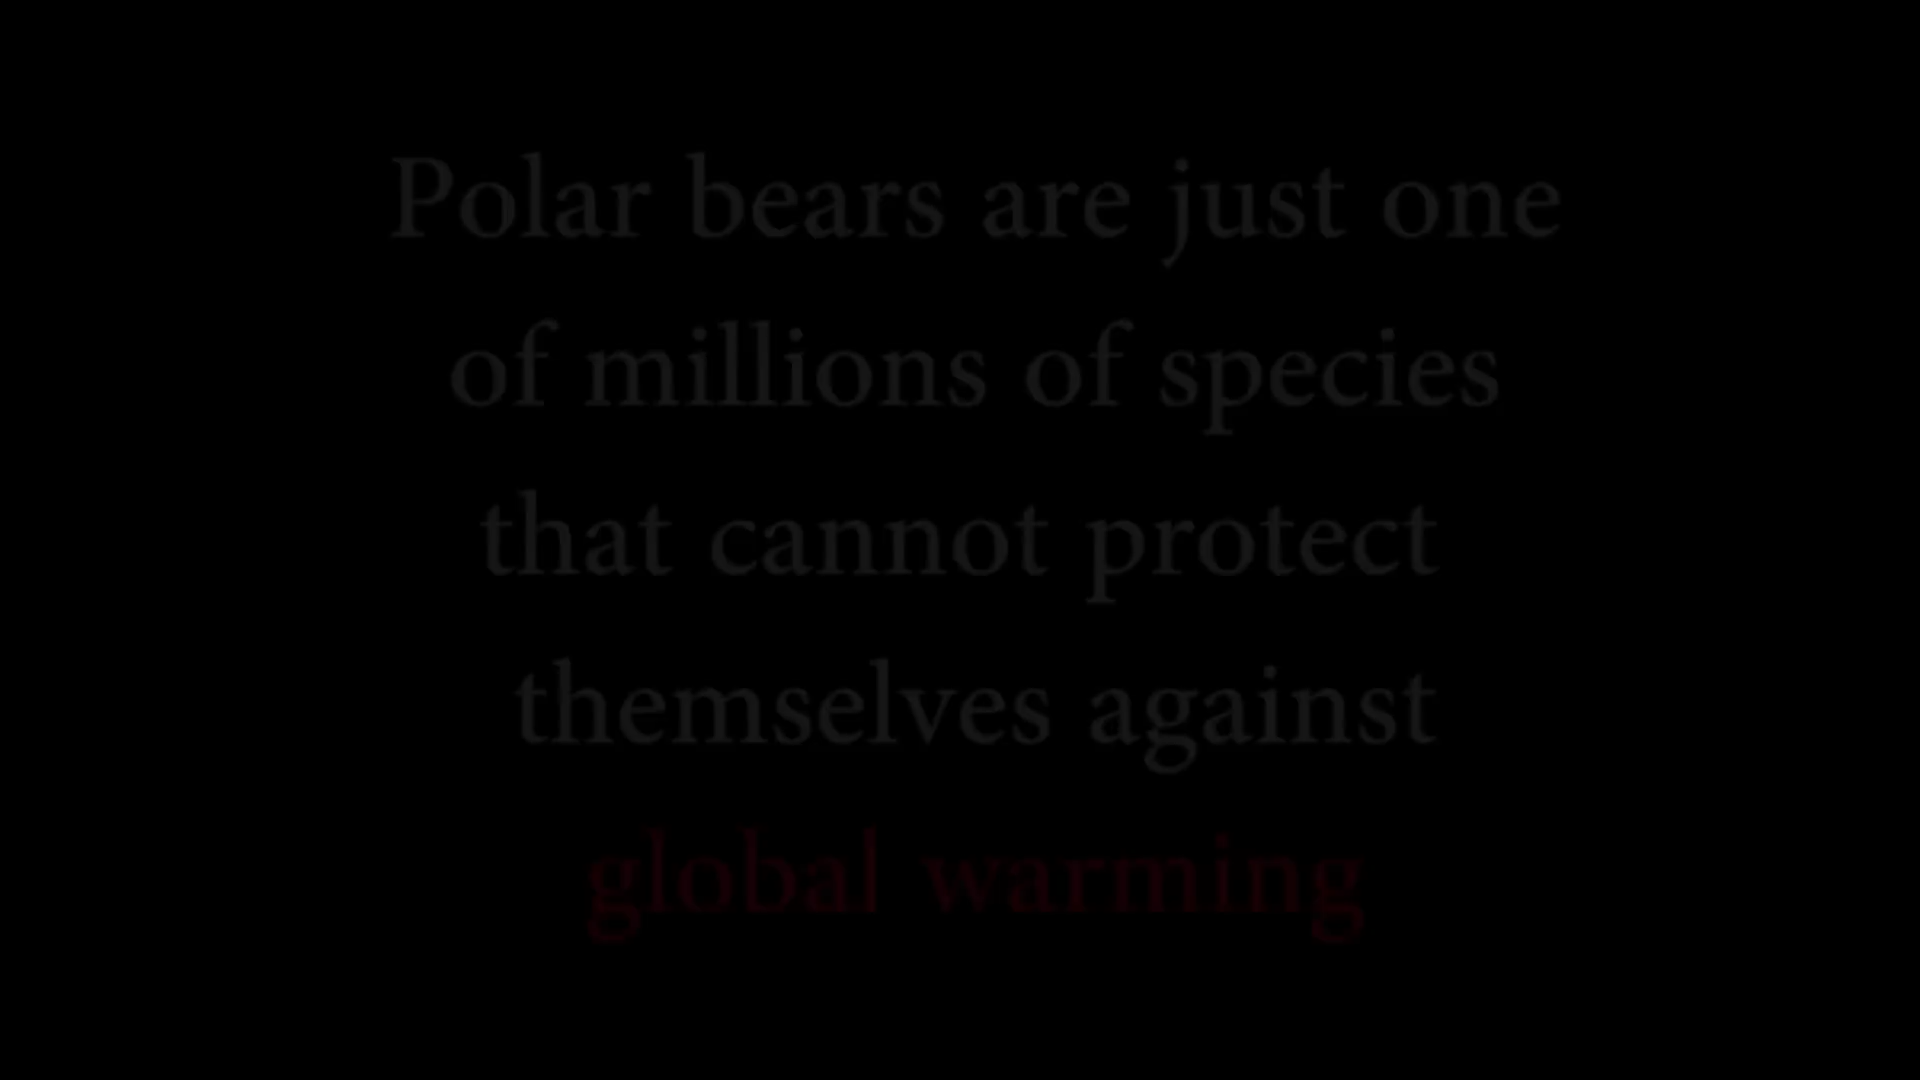 Polar bears are just one
of millions of species
that cannot protect
themselves against
global warming